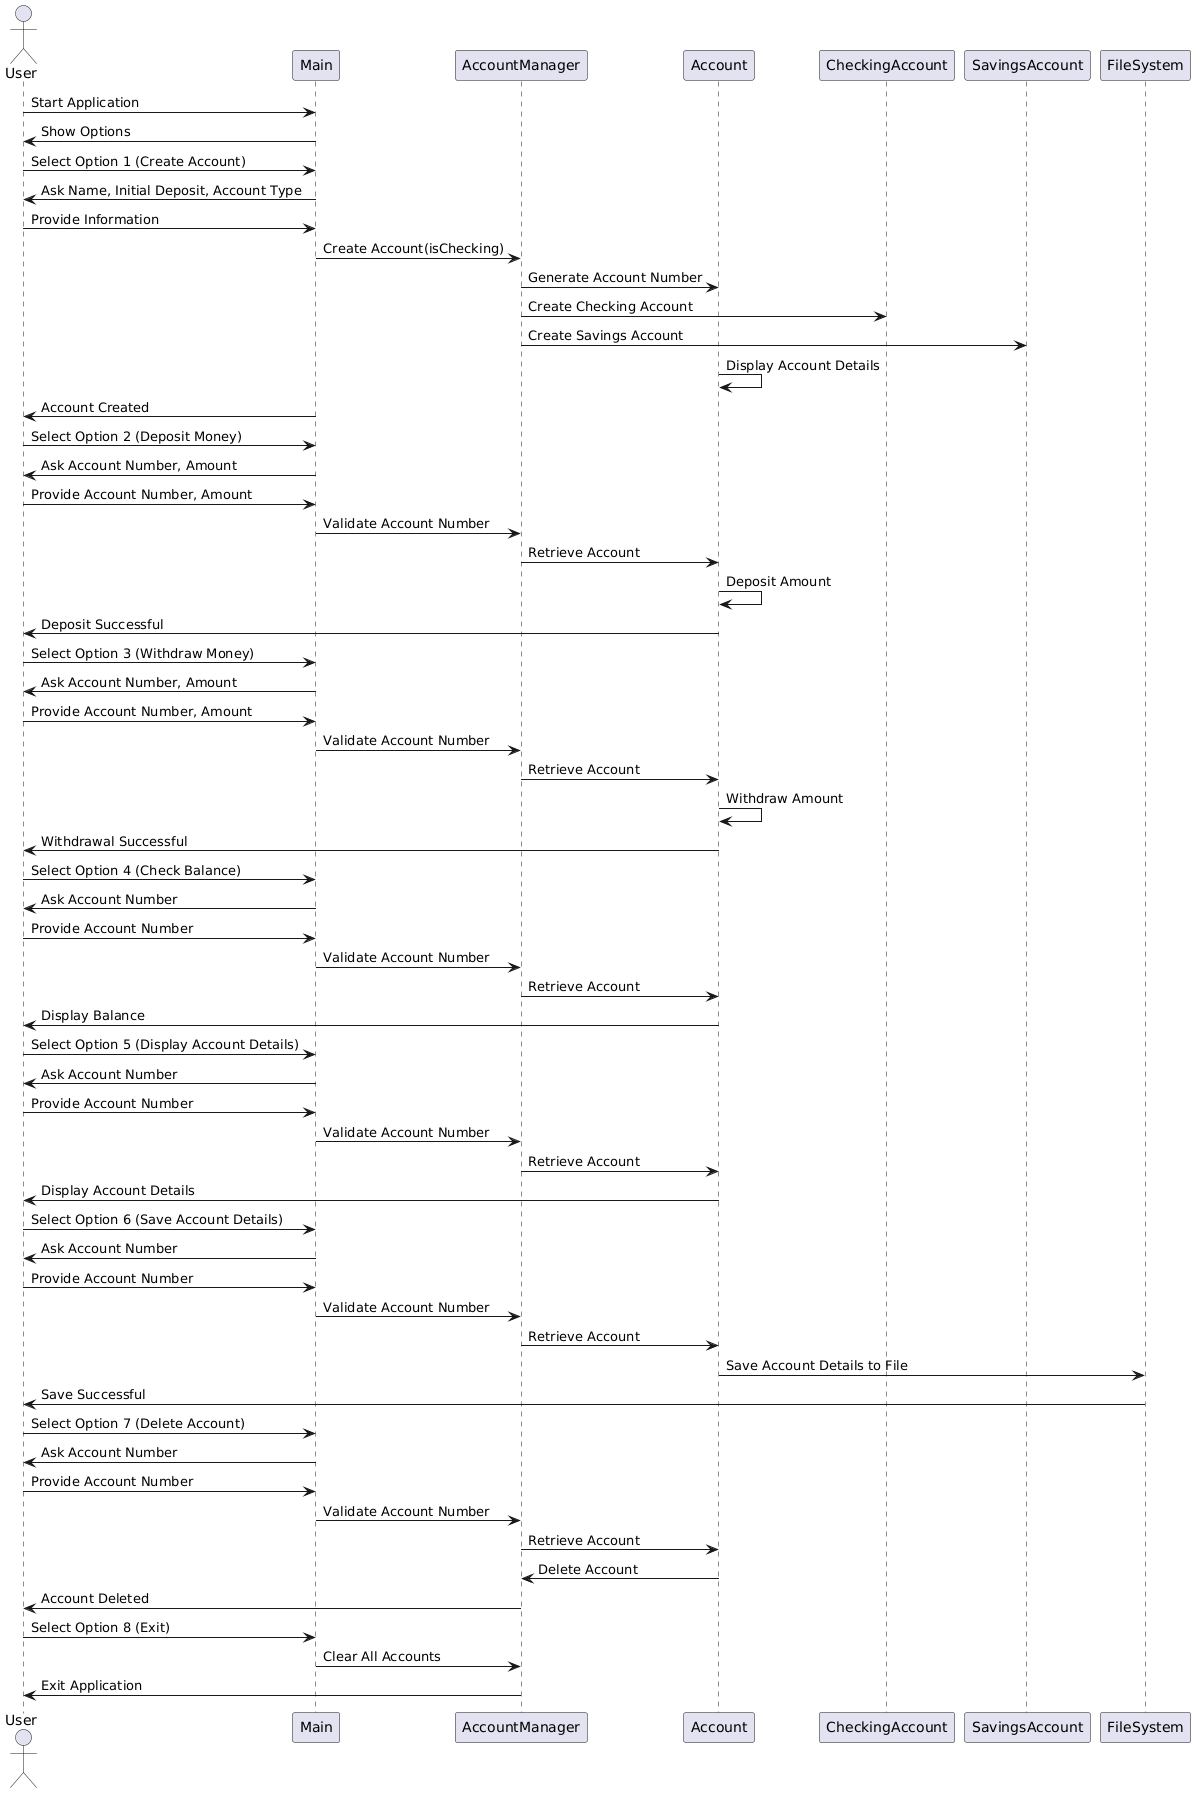 User
Main
AccountManager
Account
CheckingAccount
SavingsAccount
FileSystem
Start Application
Show Options
Select Option 1 (Create Account)
Ask Name, Initial Deposit, Account Type
Provide Information
Create Account(isChecking)
Generate Account Number
Create Checking Account
Create Savings Account
Display Account Details
Account Created
Select Option 2 (Deposit Money)
Ask Account Number, Amount
Provide Account Number, Amount
Validate Account Number
Retrieve Account
Deposit Amount
Deposit Successful
Select Option 3 (Withdraw Money)
Ask Account Number, Amount
Provide Account Number, Amount
Validate Account Number
Retrieve Account
Withdraw Amount
Withdrawal Successful
Select Option 4 (Check Balance)
Ask Account Number
Provide Account Number
Validate Account Number
Retrieve Account
Display Balance
Select Option 5 (Display Account Details)
Ask Account Number
Provide Account Number
Validate Account Number
Retrieve Account
Display Account Details
Select Option 6 (Save Account Details)
Ask Account Number
Provide Account Number
Validate Account Number
Retrieve Account
Save Account Details to File
Save Successful
Select Option 7 (Delete Account)
Ask Account Number
Provide Account Number
Validate Account Number
Retrieve Account
Delete Account
Account Deleted
Select Option 8 (Exit)
Clear All Accounts
Exit Application
User
Main
AccountManager
Account
CheckingAccount
SavingsAccount
FileSystem